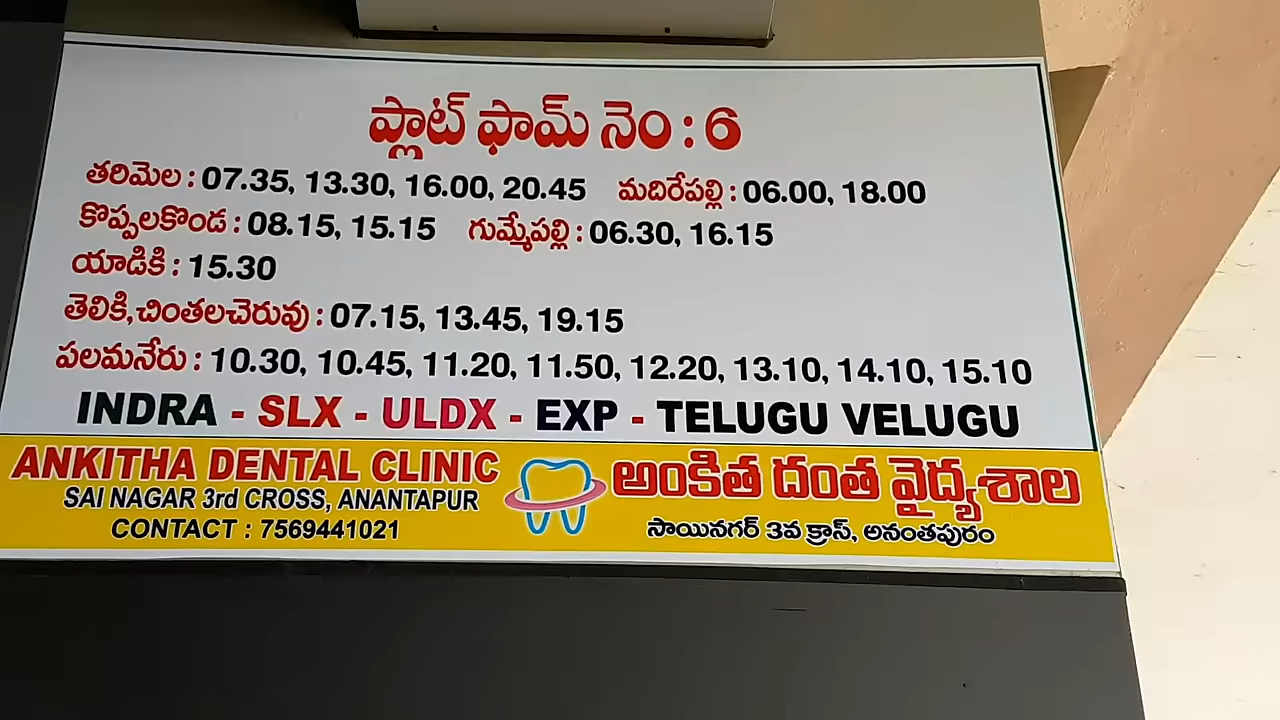 ప్లాట్ ఫామ్ నెం : 6
తరిమెల : 07.35, 13.30, 16.00, 20.45 మదిరేపల్లి : 06.00, 18.00
కొప్పలకొండ : 08.15, 15.15 గుమ్మేపల్లి : 06.30, 16.15
యాడికి : 15.30
తెలికి,చింతలచెరువు : 07.15, 13.45, 19.15
పలమనేరు : 10.30, 10.45, 11.20, 11.50, 12.20, 13.10, 14.10, 15.10
INDRA - SLX - ULDX - EXP - TELUGU VELUGU
ANKITHA DENTAL CLINIC
SAI NAGAR 3rd CROSS, ANANTAPUR
CONTACT : 7569441021
అంకిత దంత వైద్యశాల
సాయినగర్ 3వ క్రాస్, అనంతపురం